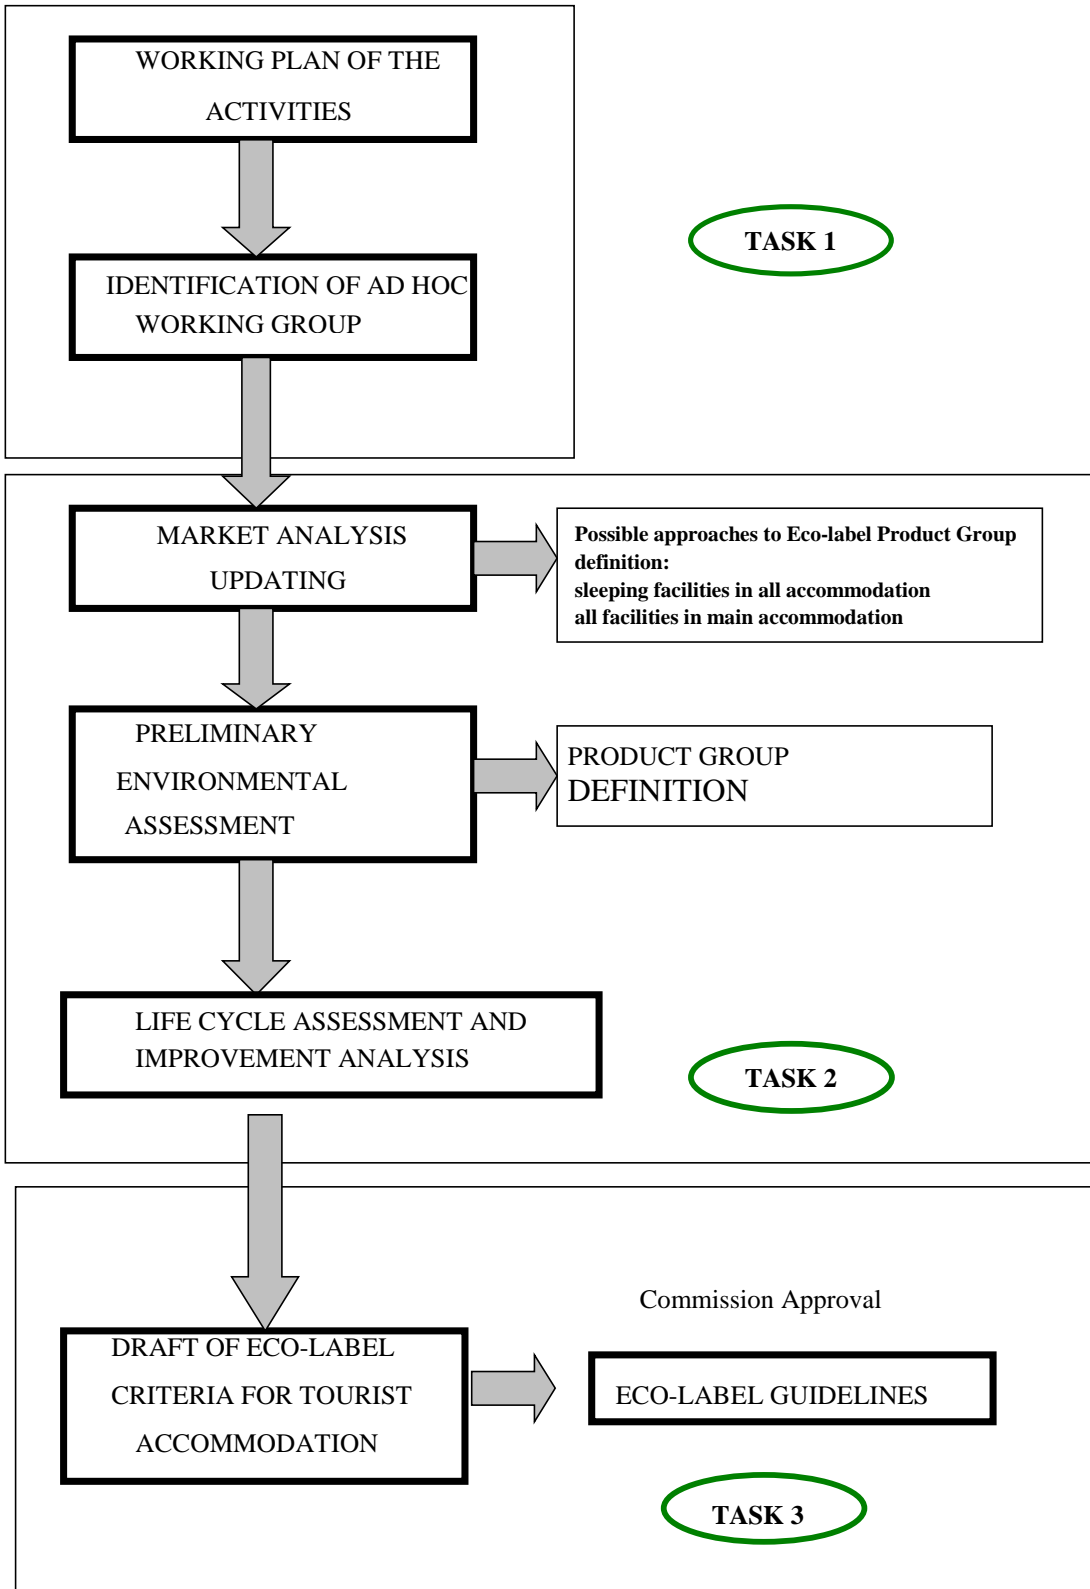 WORKING PLAN OF THE
ACTIVITIES
TASK 1
IDENTIFICATION OF AD HOC
WORKING GROUP
MARKET ANALYSIS
UPDATING
Possible approaches to Eco-label Product Group
definition:
sleeping facilities in all accommodation
all facilities in main accommodation
PRELIMINARY
ENVIRONMENTAL
ASSESSMENT
PRODUCT GROUP
DEFINITION
LIFE CYCLE ASSESSMENT AND
IMPROVEMENT ANALYSIS
TASK 2
Commission Approval
DRAFT OF ECO-LABEL
CRITERIA FOR TOURIST
ACCOMMODATION
ECO-LABEL GUIDELINES
TASK 3